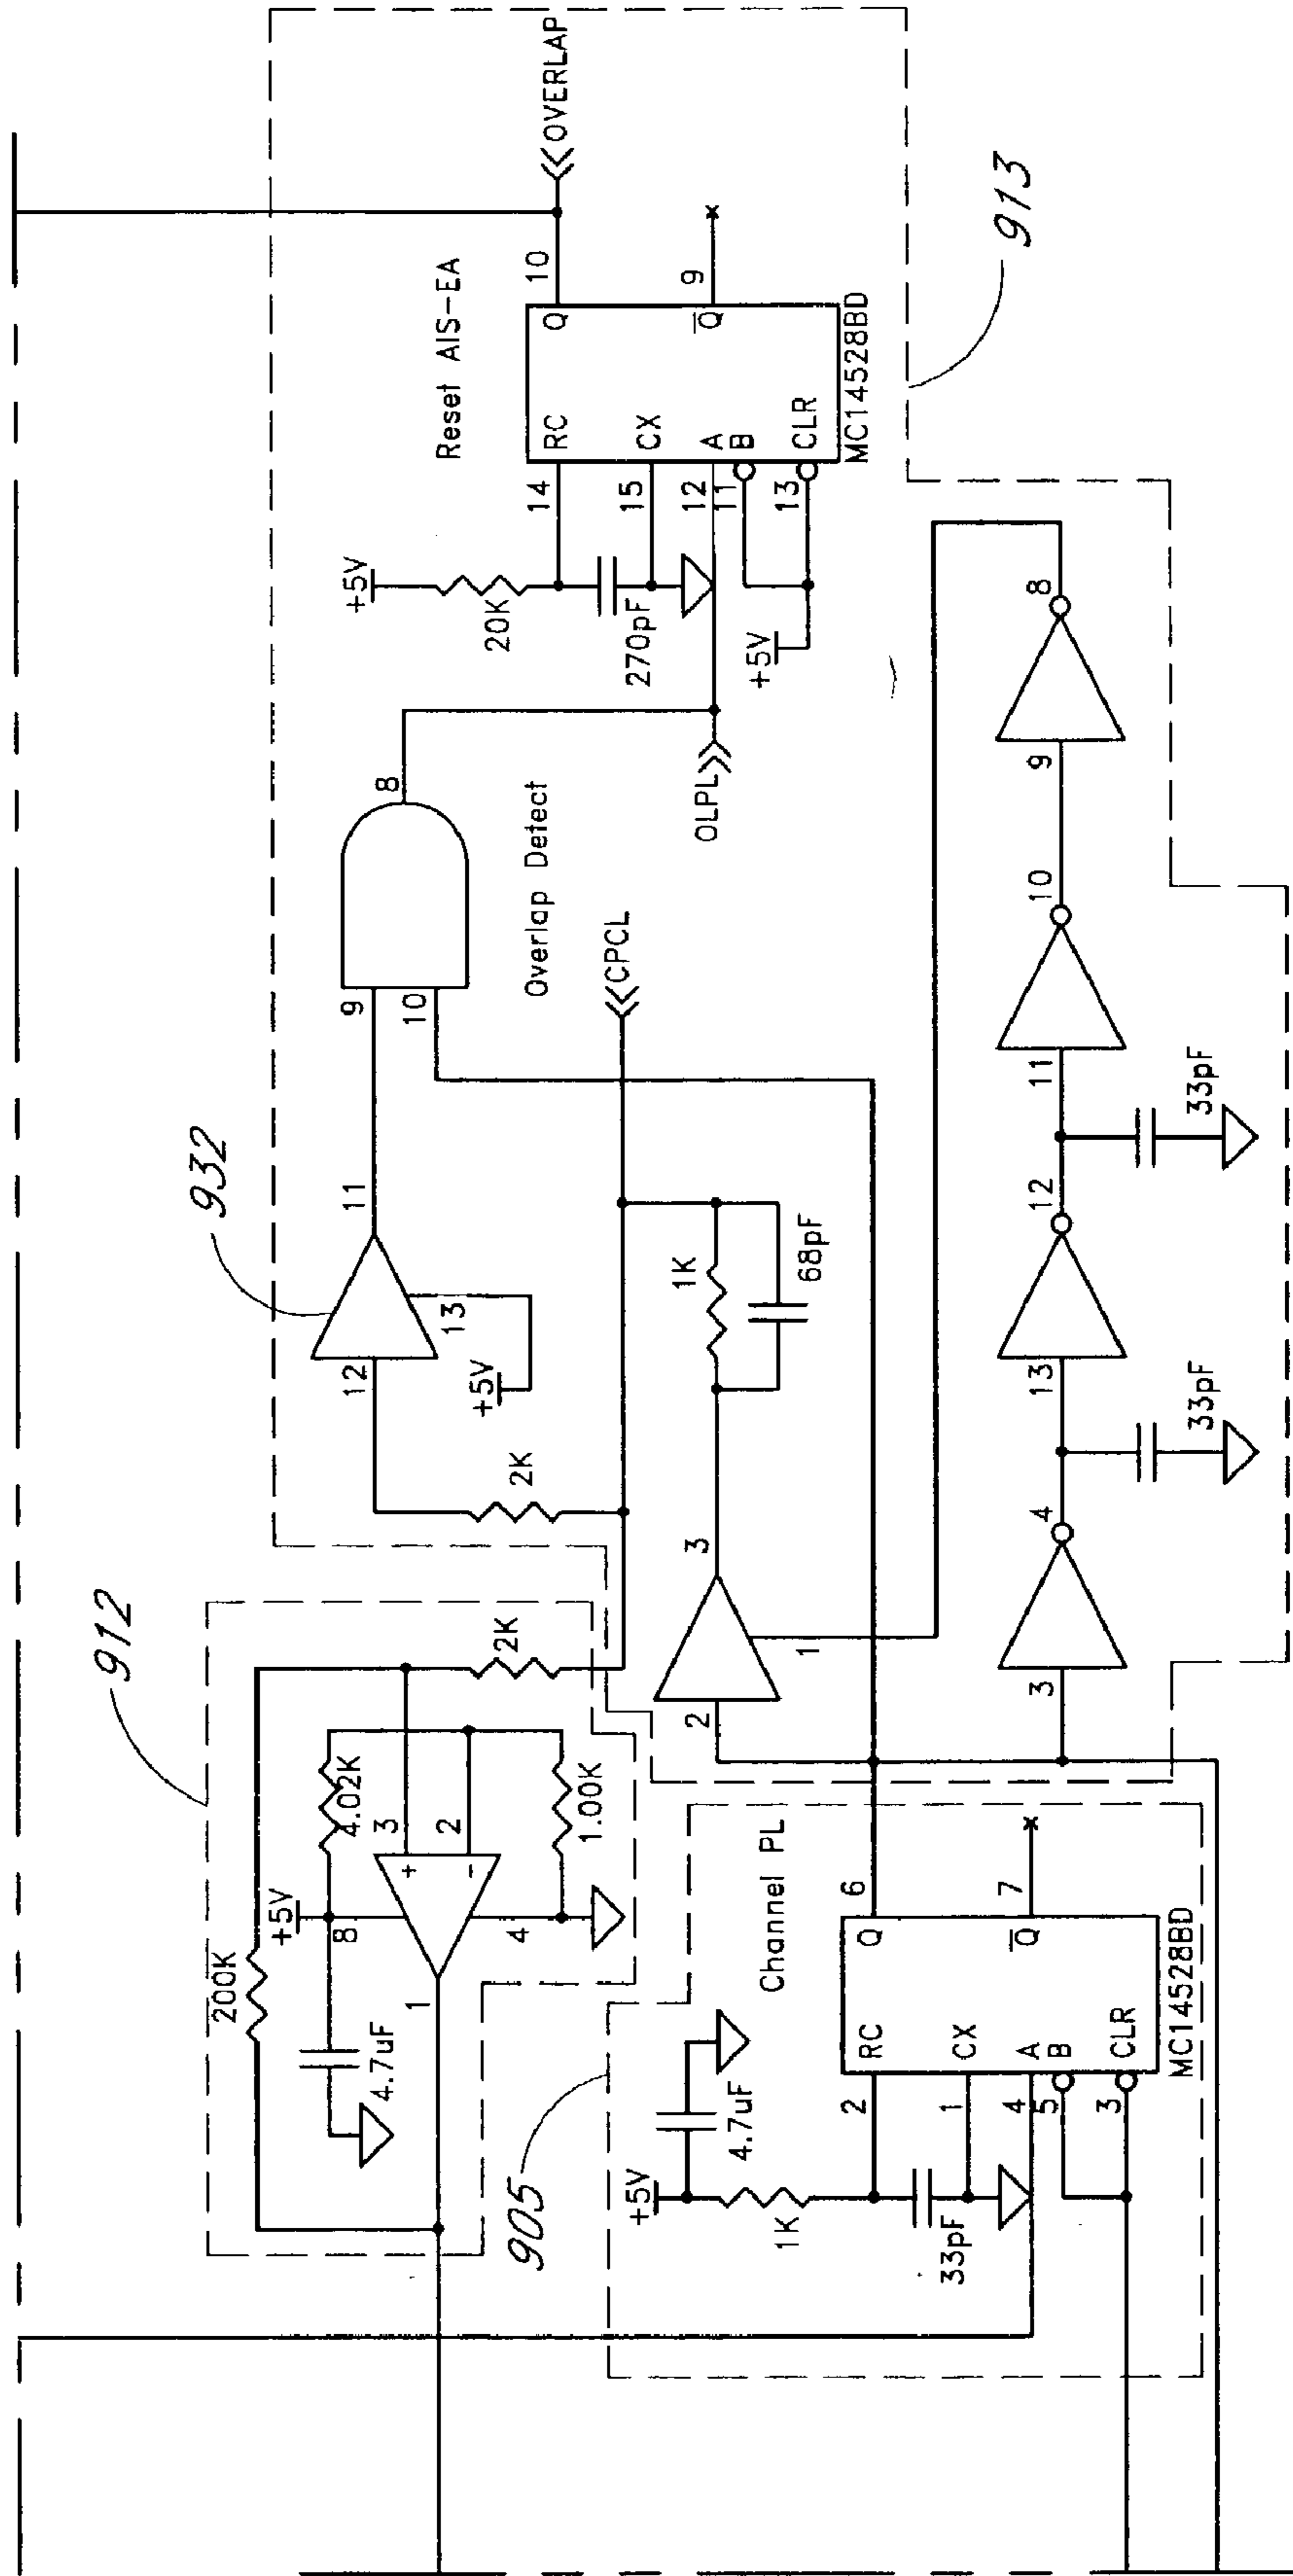 912
200K
+5V
8
4.02K
3
+
2
-
1
4
4.7uF
1.00K
2K
932
12
11
13
+5V
2K
9
10
8
Overlap Detect
CPCL
OLPL
Reset AIS-EA
+5V
20K
270pF
14
15
12
11
13
RC
CX
A
B
CLR
Q
Q
10
9
MC14528BD
+5V
OVERLAP
913
905
+5V
4.7uF
1K
33pF
Channel PL
2
1
4
5
3
RC
CX
A
B
CLR
Q
Q
6
7
MC14528BD
2
3
1
1K
68pF
3
4
33pF
13
12
33pF
11
10
9
8